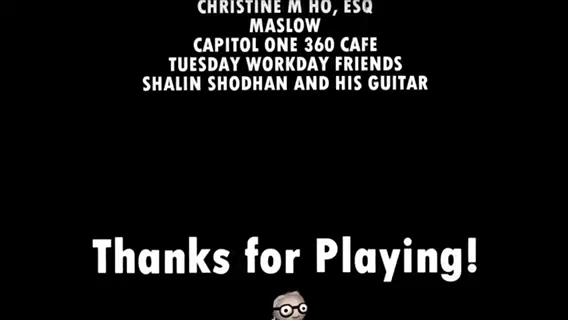 CHRISTINE M HO, ESQ
MASLOW
CAPITOL ONE 360 CAFE
TUESDAY WORKDAY FRIENDS
SHALIN SHODHAN AND HIS GUITAR
Thanks for Playing!